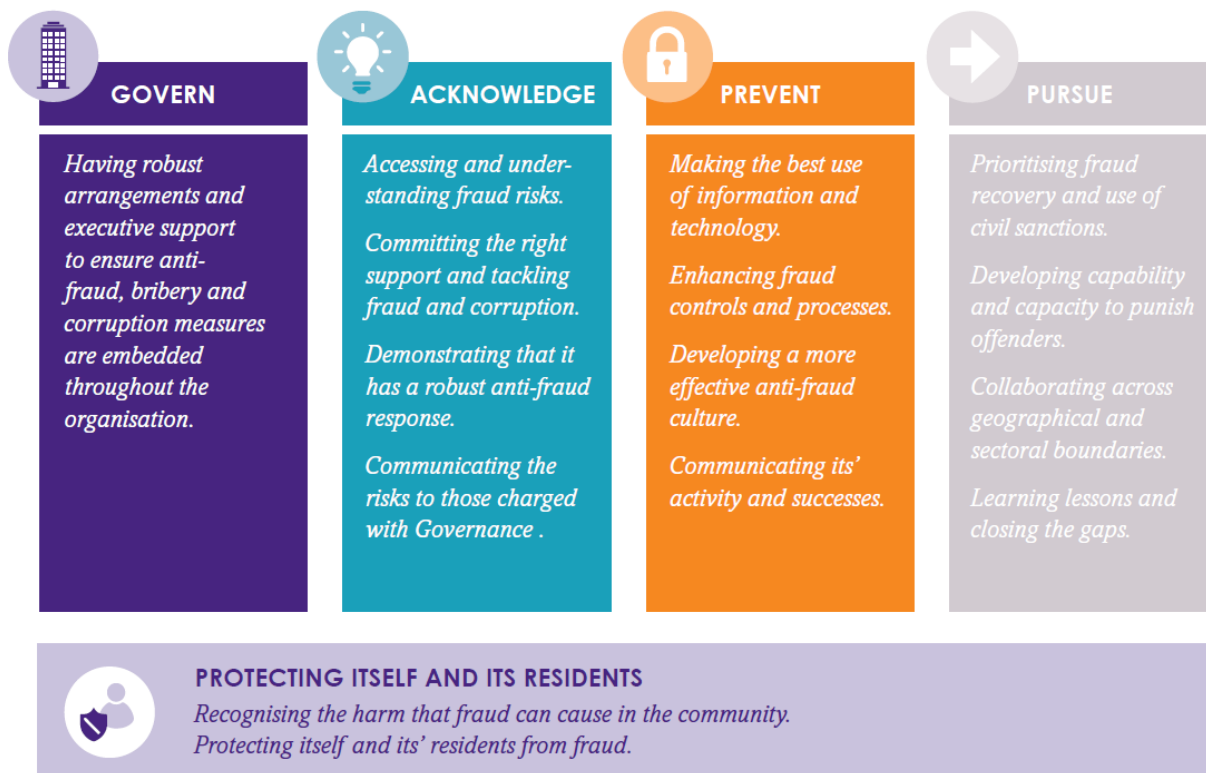 GOVERN
Having robust
arrangements and
executive support
to ensure anti-
fraud, bribery and
corruption measures
are embedded
throughout the
organisation.
ACKNOWLEDGE
Accessing and under-
standing fraud risks.
Committing the right
support and tackling
fraud and corruption.
Demonstrating that it
has a robust anti-fraud
response.
Communicating the
risks to those charged
with Governance .
PREVENT
Making the best use
of information and
technology.
Enhancing fraud
controls and processes.
Developing a more
effective anti-fraud
culture.
Communicating its’
activity and successes.
PURSUE
Prioritising fraud
recovery and use of
civil sanctions.
Developing capability
and capacity to punish
offenders.
Collaborating across
geographical and
sectoral boundaries.
Learning lessons and
closing the gaps.
PROTECTING ITSELF AND ITS RESIDENTS
Recognising the harm that fraud can cause in the community.
Protecting itself and its’ residents from fraud.